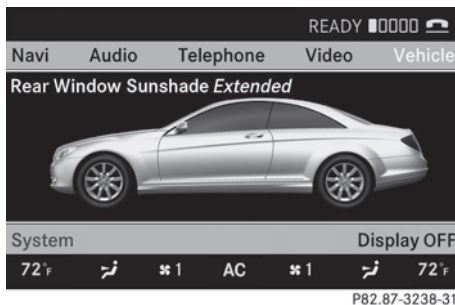 READY
Navi Audio Telephone Video Vehicle
Rear Window Sunshade Extended
System Display OFF
72°F 1 AC 1 72°F
P82.87-3238-31